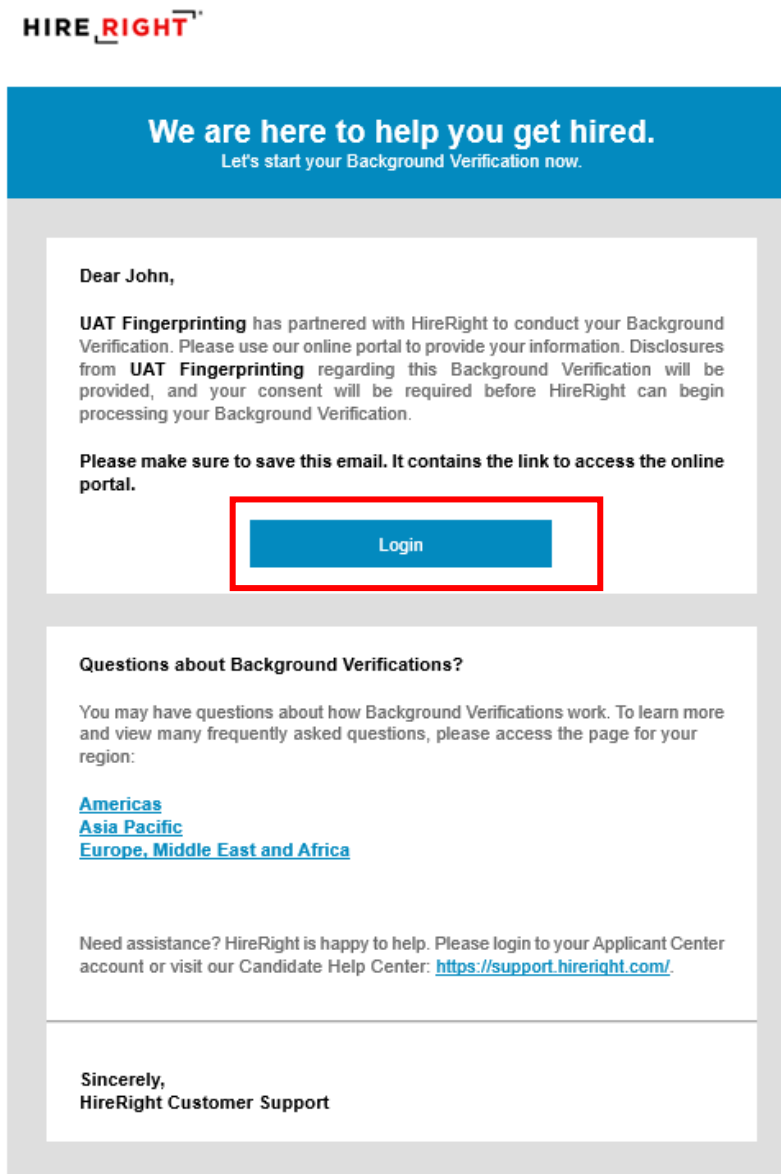 HIRE RIGHT
We are here to help you get hired.
Let's start your Background Verification now.
Dear John,
UAT Fingerprinting has partnered with HireRight to conduct your Background
Verification. Please use our online portal to provide your information. Disclosures
from UAT Fingerprinting regarding this Background Verification will be
provided, and your consent will be required before HireRight can begin
processing your Background Verification.
Please make sure to save this email. It contains the link to access the online
portal.
Login
Questions about Background Verifications?
You may have questions about how Background Verifications work. To learn more
and view many frequently asked questions, please access the page for your
region:
Americas
Asia Pacific
Europe, Middle East and Africa
Need assistance? HireRight is happy to help. Please login to your Applicant Center
account or visit our Candidate Help Center: https://support.hireright.com/.
Sincerely,
HireRight Customer Support